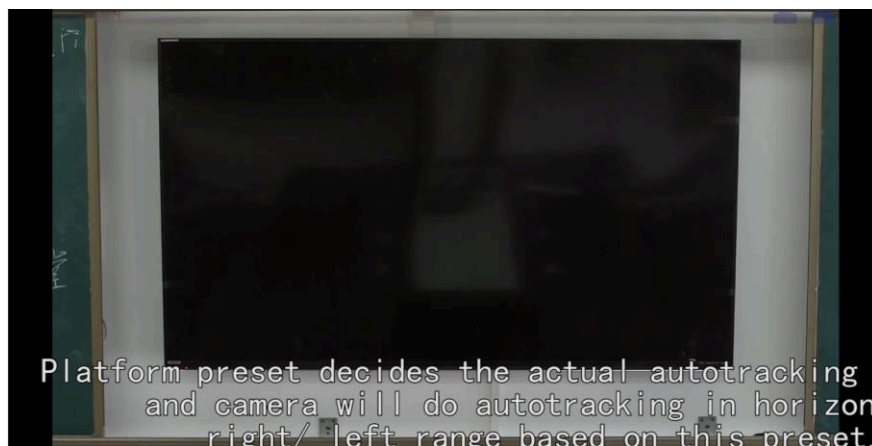 Platform preset decides the actual autotracking
and camera will do autotracking in horizon
right/ left range based on this preset.